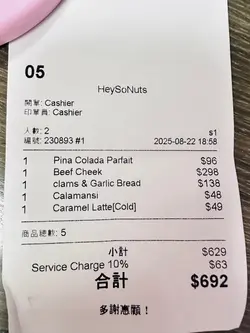 05
HeySoNuts
開單: Cashier
印單員: Cashier
人數: 2
s1
編號: 230893 #1 2025-08-22 18:58
1 Pina Colada Parfait $96
1 Beef Cheek $298
1 clams & Garlic Bread $138
1 Calamansi $48
1 Caramel Latte[Cold] $49
商品總數: 5
小計 $629
Service Charge 10% $63
合計 $692
多謝惠顧！